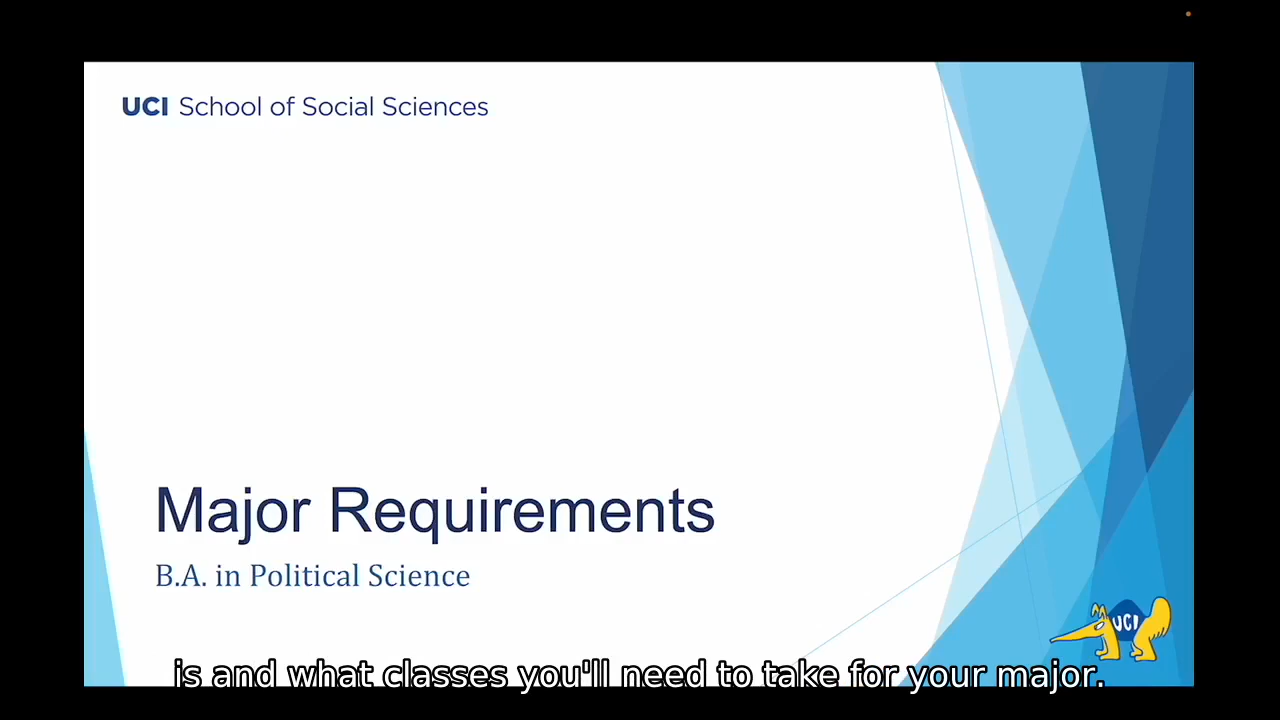 UCI School of Social Sciences
Major Requirements
B.A. in Political Science
UCI
is and what classes you'll need to take for your major.